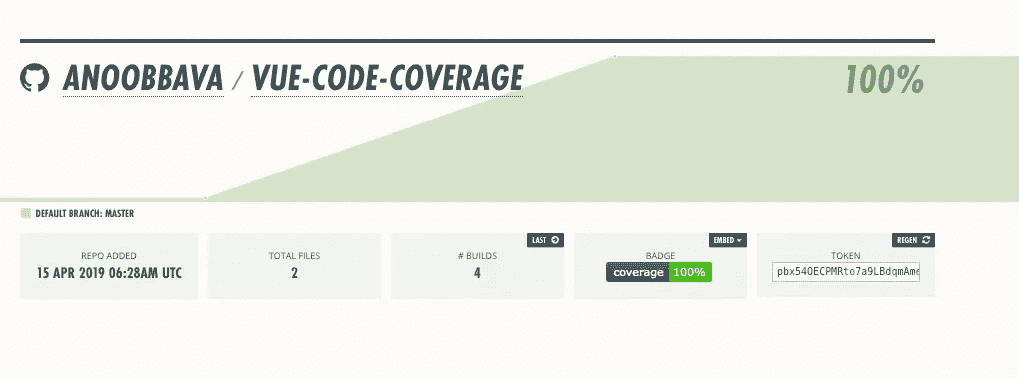 ANOOBBAVA / VUE-CODE-COVERAGE 100%
DEFAULT BRANCH: MASTER
LAST EMBED REGEN
REPO ADDED TOTAL FILES # BUILDS BADGE TOKEN
15 APR 2019 06:28AM UTC 2 4 coverage 100% pbx54OECPMRto7a9LBdqmAme